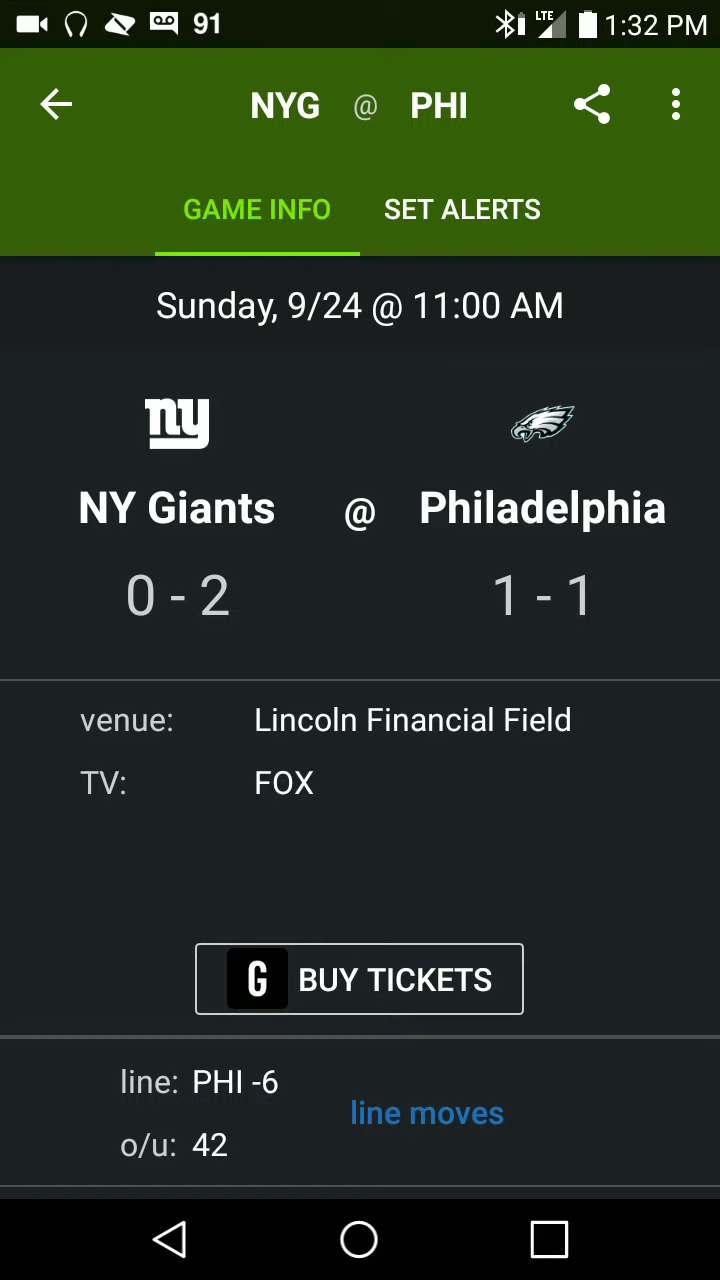 91 LTE 1:32 PM
NYG @ PHI
GAME INFO SET ALERTS
Sunday, 9/24 @ 11:00 AM
ny
NY Giants @ Philadelphia
0 - 2 1 - 1
venue: Lincoln Financial Field
TV: FOX
G BUY TICKETS
line: PHI -6
line moves
o/u: 42